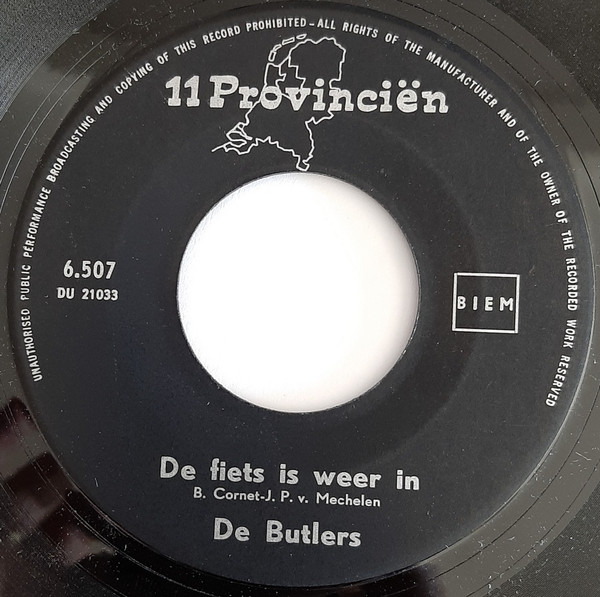 UNAUTHORISED PUBLIC PERFORMANCE BROADCASTING AND COPYING OF THIS RECORD PROHIBITED-ALL RIGHTS OF THE MANUFACTURER AND OF THE OWNER OF THE RECORDED WORK RESERVED
11 Provinciën
6.507
DU 21033
BIEM
De fiets is weer in
B. Cornet-J. P. v. Mechelen
De Butlers